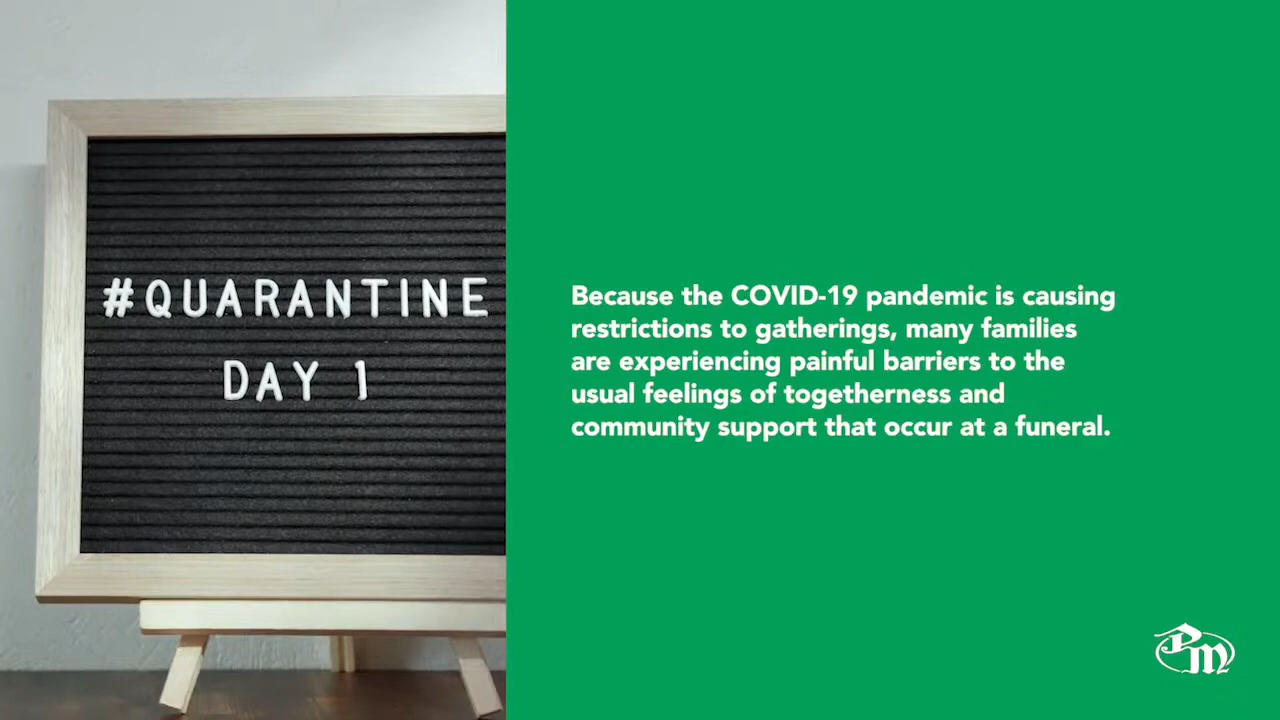 #QUARANTINE
DAY 1
Because the COVID-19 pandemic is causing
restrictions to gatherings, many families
are experiencing painful barriers to the
usual feelings of togetherness and
community support that occur at a funeral.
PM